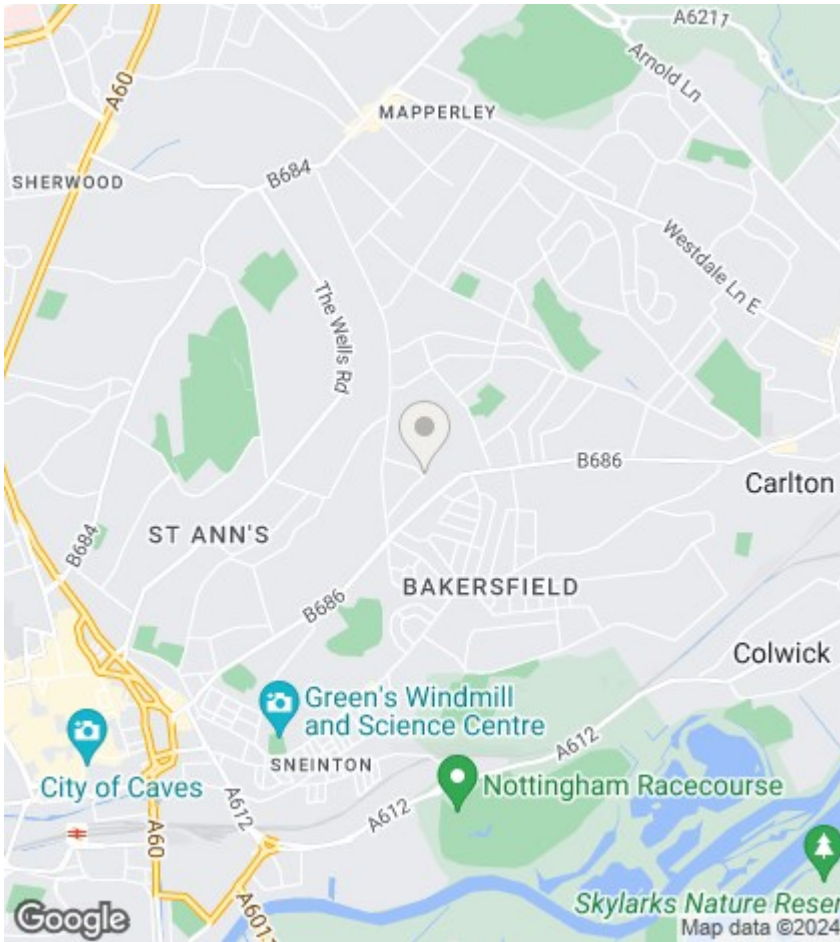 A6211
A60
Arnold Ln
MAPPERLEY
B684
SHERWOOD
Westdale Ln E
The Wells Rd
B686
Carlton
ST ANN'S
B684
BAKERSFIELD
B686
Colwick
Green's Windmill
and Science Centre
A612
SNEINTON
City of Caves
Nottingham Racecourse
A612
A612
A60
Skylarks Nature Reser
A6011
Google
Map data ©2024